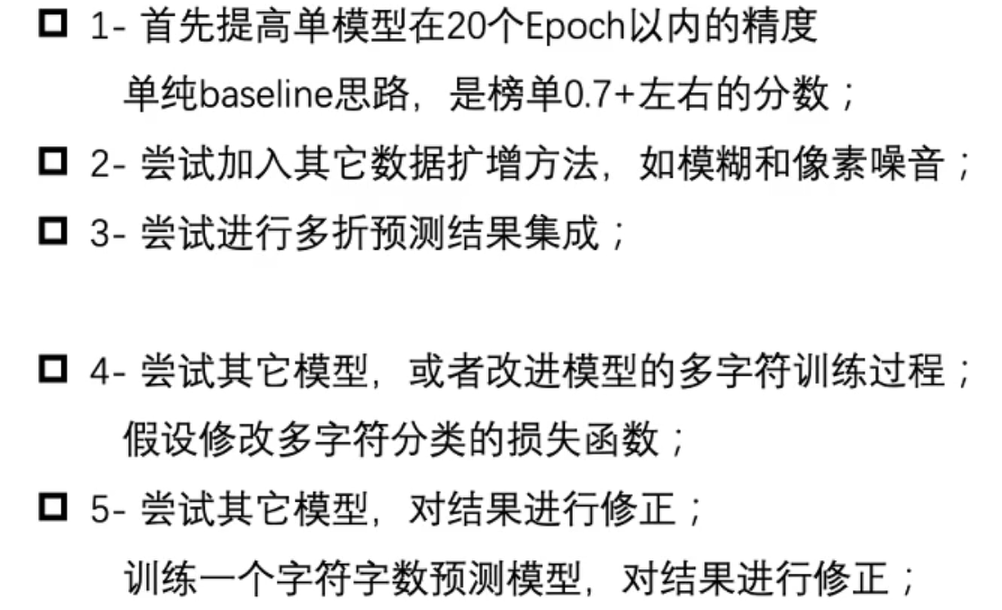 1- 首先提高单模型在20个Epoch以内的精度
单纯baseline思路，是榜单0.7+左右的分数；
2- 尝试加入其它数据扩增方法，如模糊和像素噪音；
3- 尝试进行多折预测结果集成；
4- 尝试其它模型，或者改进模型的多字符训练过程；
假设修改多字符分类的损失函数；
5- 尝试其它模型，对结果进行修正；
训练一个字符字数预测模型，对结果进行修正；